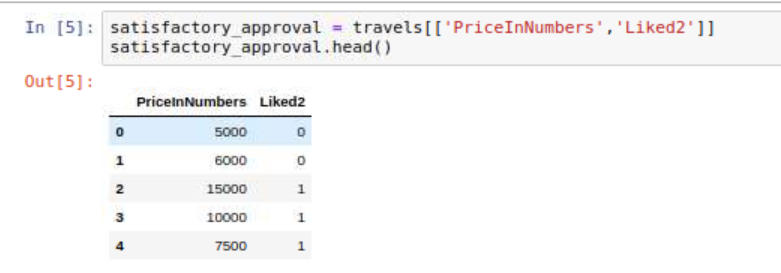 In [5]: satisfactory_approval = travels[['PriceInNumbers','Liked2']]
satisfactory_approval.head()
Out[5]:
PriceInNumbers Liked2
0 5000 0
1 6000 0
2 15000 1
3 10000 1
4 7500 1